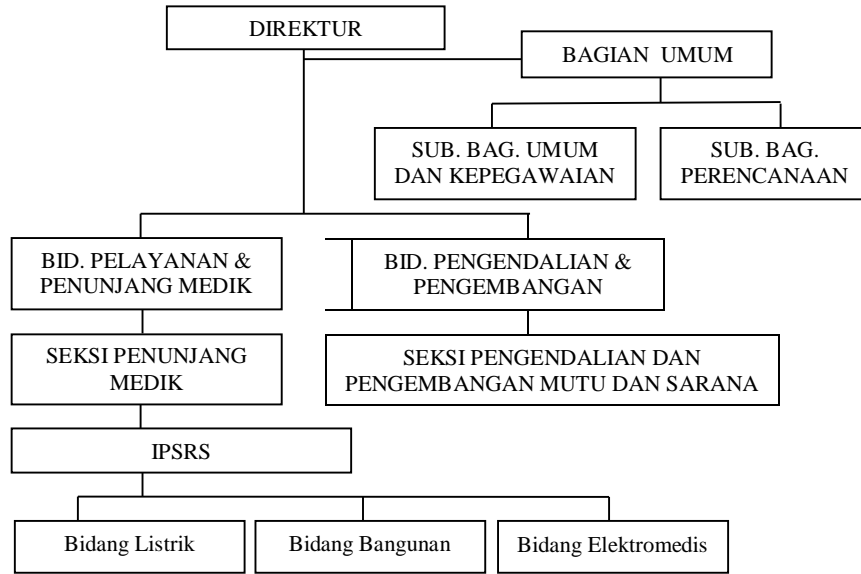 DIREKTUR
BAGIAN UMUM
SUB. BAG. UMUM
DAN KEPEGAWAIAN
SUB. BAG.
PERENCANAAN
BID. PELAYANAN &
PENUNJANG MEDIK
BID. PENGENDALIAN &
PENGEMBANGAN
SEKSI PENUNJANG
MEDIK
SEKSI PENGENDALIAN DAN
PENGEMBANGAN MUTU DAN SARANA
IPSRS
Bidang Listrik
Bidang Bangunan
Bidang Elektromedis